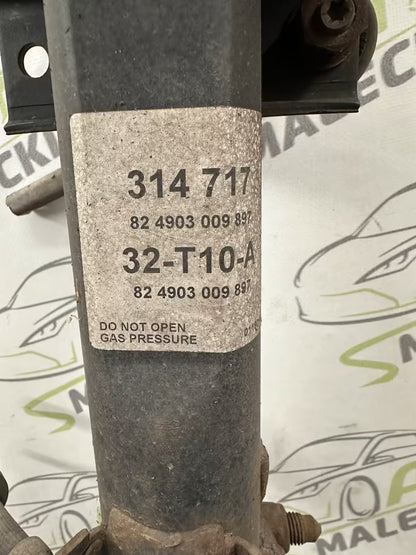 314 717
82 4903 009 897
32-T10-A
82 4903 009 897
DO NOT OPEN
GAS PRESSURE